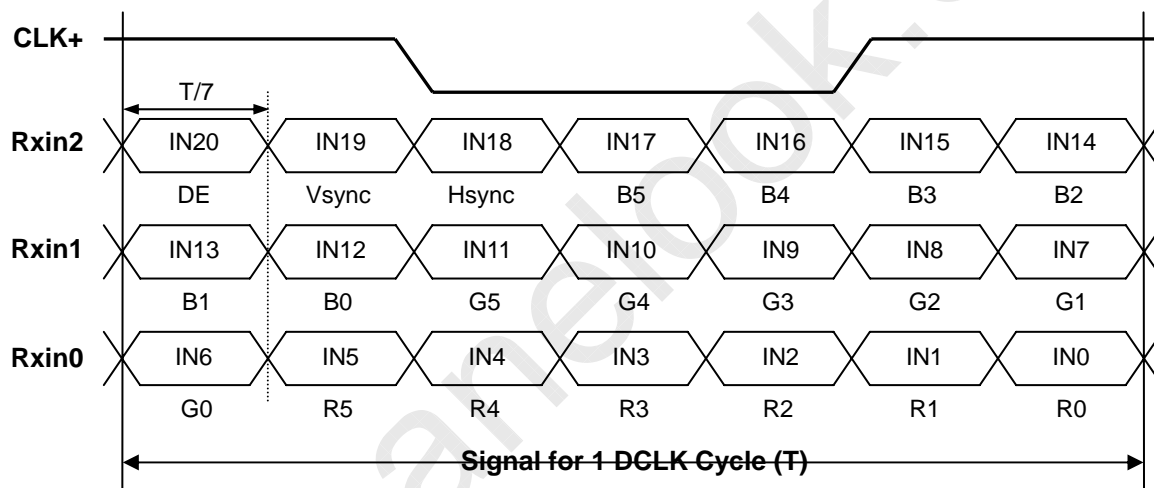 CLK+
T/7
Rxin2 IN20 IN19 IN18 IN17 IN16 IN15 IN14
DE Vsync Hsync B5 B4 B3 B2
Rxin1 IN13 IN12 IN11 IN10 IN9 IN8 IN7
B1 B0 G5 G4 G3 G2 G1
Rxin0 IN6 IN5 IN4 IN3 IN2 IN1 IN0
G0 R5 R4 R3 R2 R1 R0
Signal for 1 DCLK Cycle (T)
anelook.